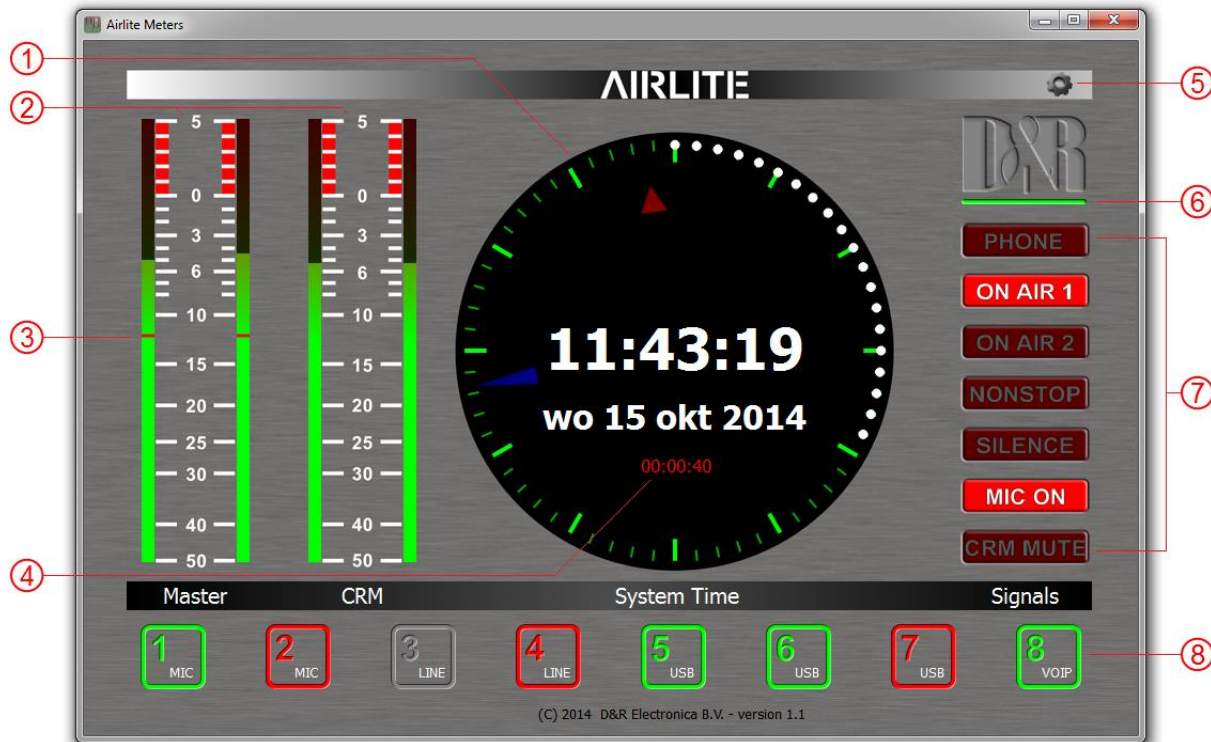 Airlite Meters
AIRLITE
1
2
3
4
5
6
7
8
5 5
0 0
3 3
6 6
10 10
15 15
20 20
25 25
30 30
40 40
50 50
11:43:19
wo 15 okt 2014
00:00:40
D&R
PHONE
ON AIR 1
ON AIR 2
NONSTOP
SILENCE
MIC ON
CRM MUTE
Master CRM System Time Signals
1 MIC
2 MIC
3 LINE
4 LINE
5 USB
6 USB
7 USB
8 VOIP
(C) 2014 D&R Electronica B.V. - version 1.1